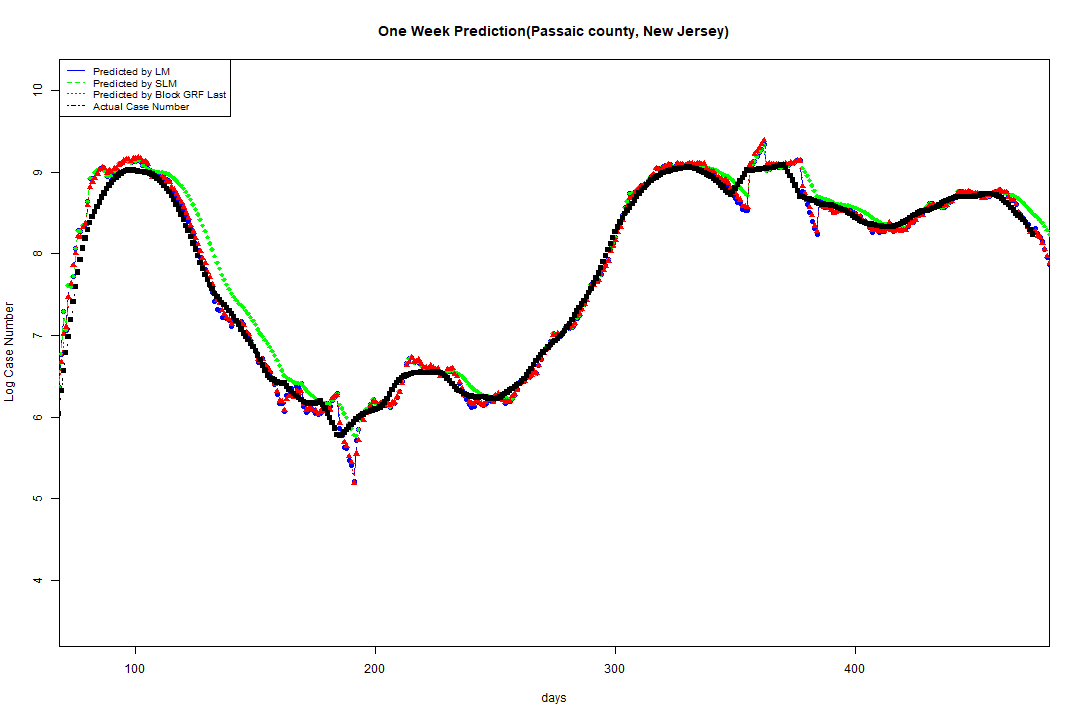 One Week Prediction(Passaic county, New Jersey)
Predicted by LM
Predicted by SLM
Predicted by Block GRF Last
Actual Case Number
10
9
8
7
6
5
4
Log Case Number
100
200
300
400
days